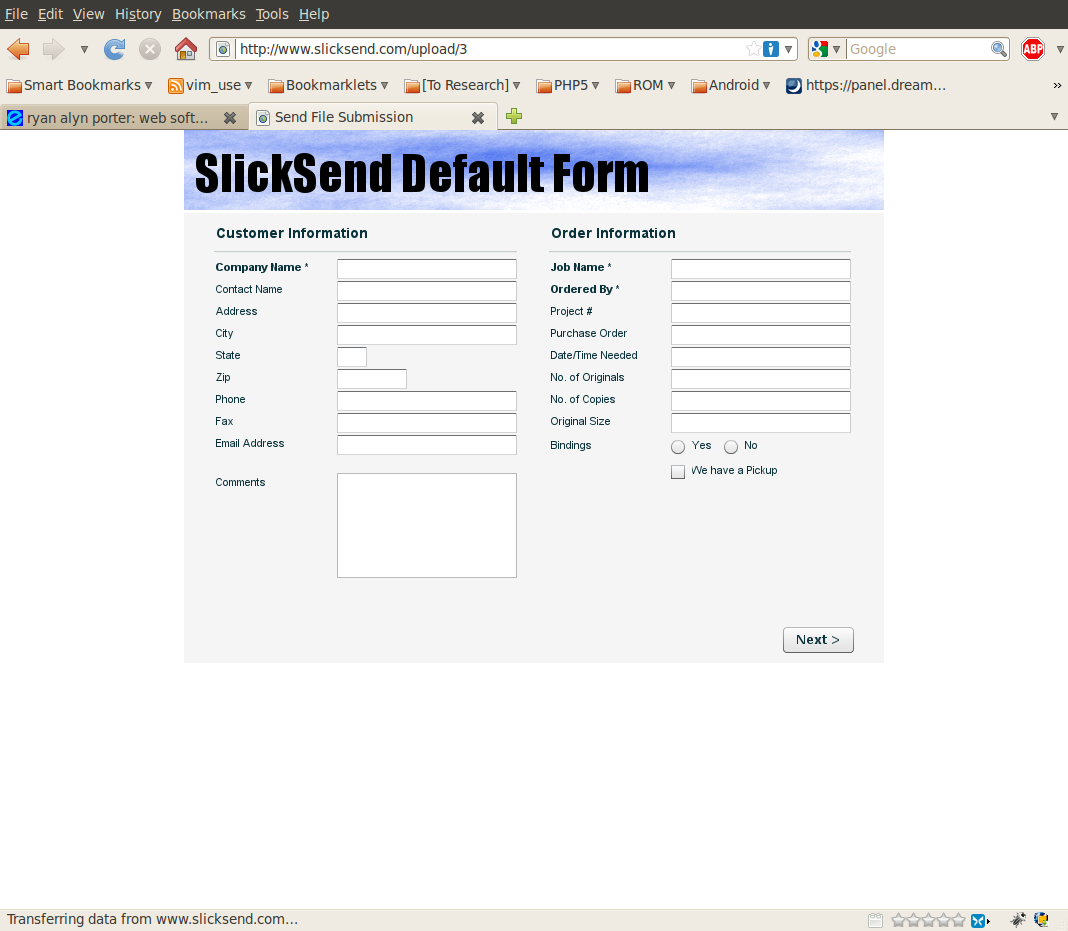 File Edit View History Bookmarks Tools Help
http://www.slicksend.com/upload/3 Google ABP
Smart Bookmarks vim_use Bookmarklets [To Research] PHP5 ROM Android https://panel.dream... »
ryan alyn porter: web soft... Send File Submission
SlickSend Default Form
Customer Information
Company Name *
Contact Name
Address
City
State
Zip
Phone
Fax
Email Address
Comments
Order Information
Job Name *
Ordered By *
Project #
Purchase Order
Date/Time Needed
No. of Originals
No. of Copies
Original Size
Bindings Yes No
We have a Pickup
Next >
Transferring data from www.slicksend.com...